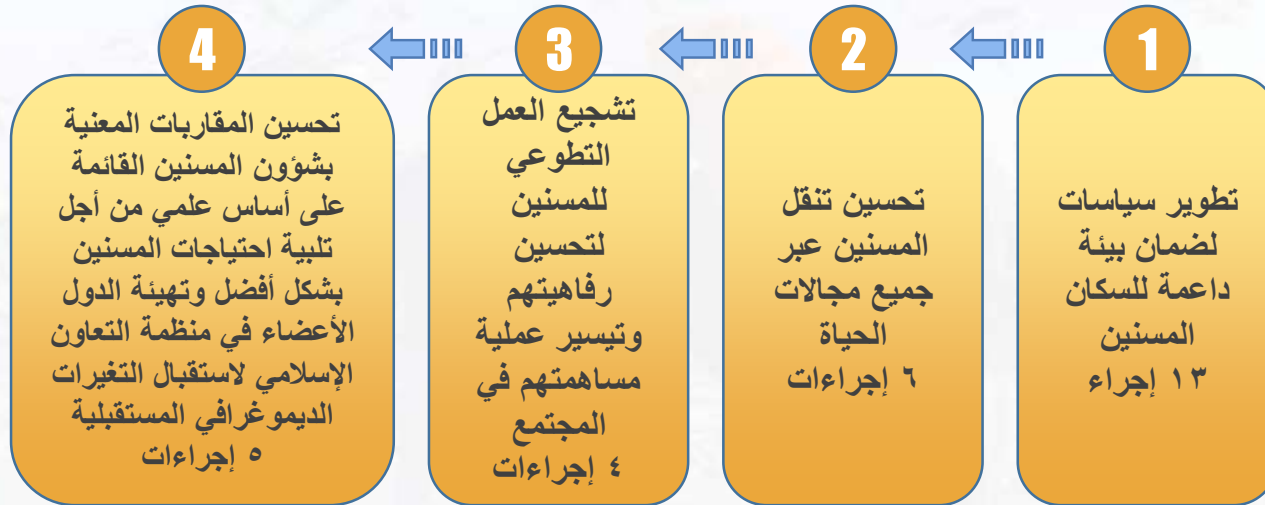 1
تطوير سياسات
لضمان بيئة
داعمة للسكان
المسنين
١٣ إجراء
2
تحسين تنقل
المسنين عبر
جميع مجالات
الحياة
٦ إجراءات
3
تشجيع العمل
التطوعي
للمسنين
لتحسين
رفاهيتهم
وتيسير عملية
مساهمتهم في
المجتمع
٤ إجراءات
4
تحسين المقاربات المعنية
بشؤون المسنين القائمة
على أساس علمي من أجل
تلبية احتياجات المسنين
بشكل أفضل وتهيئة الدول
الأعضاء في منظمة التعاون
الإسلامي لاستقبال التغيرات
الديموغرافي المستقبلية
٥ إجراءات